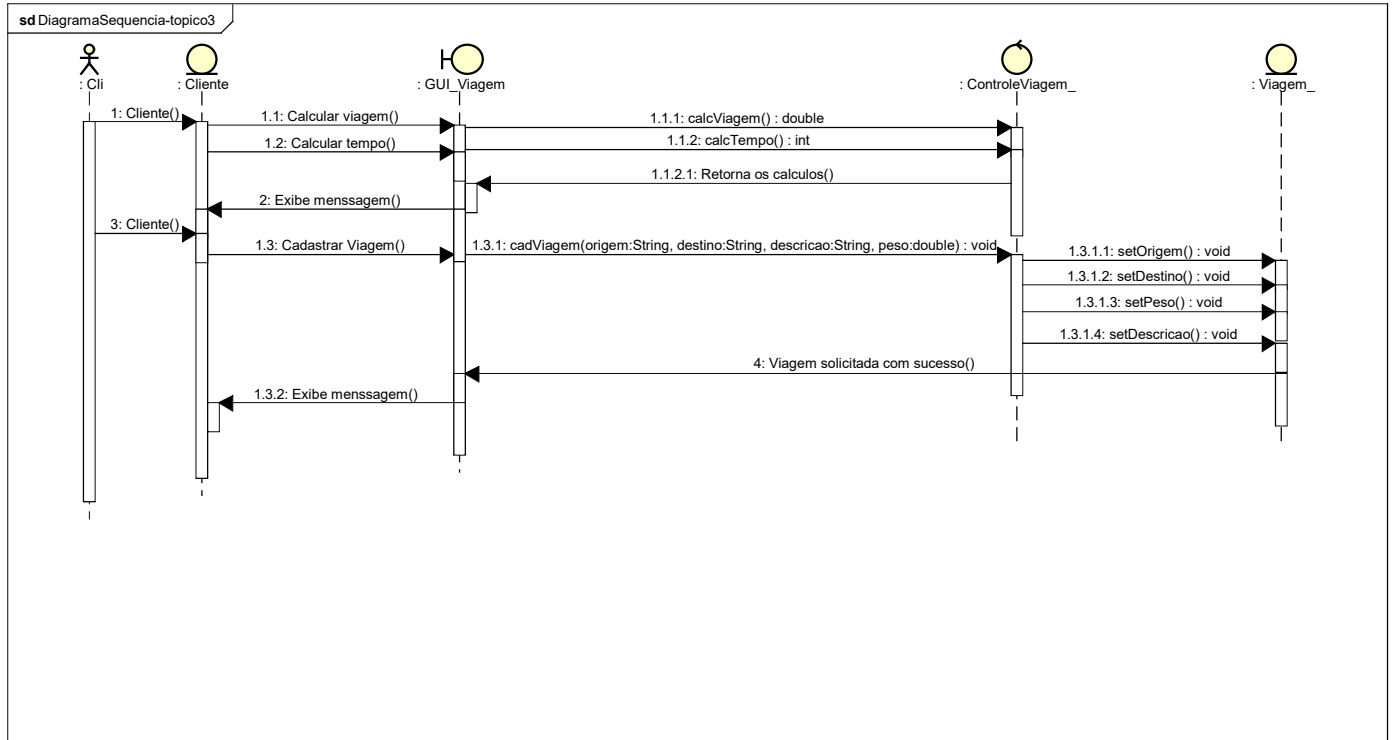 sd DiagramaSequencia-topico3
: Cli
: Cliente
: GUI_Viagem
: ControleViagem_
: Viagem_
1: Cliente()
1.1: Calcular viagem()
1.1.1: calcViagem() : double
1.2: Calcular tempo()
1.1.2: calcTempo() : int
1.1.2.1: Retorna os calculos()
2: Exibe menssagem()
3: Cliente()
1.3: Cadastrar Viagem()
1.3.1: cadViagem(origem:String, destino:String, descricao:String, peso:double) : void
1.3.1.1: setOrigem() : void
1.3.1.2: setDestino() : void
1.3.1.3: setPeso() : void
1.3.1.4: setDescricao() : void
4: Viagem solicitada com sucesso()
1.3.2: Exibe menssagem()